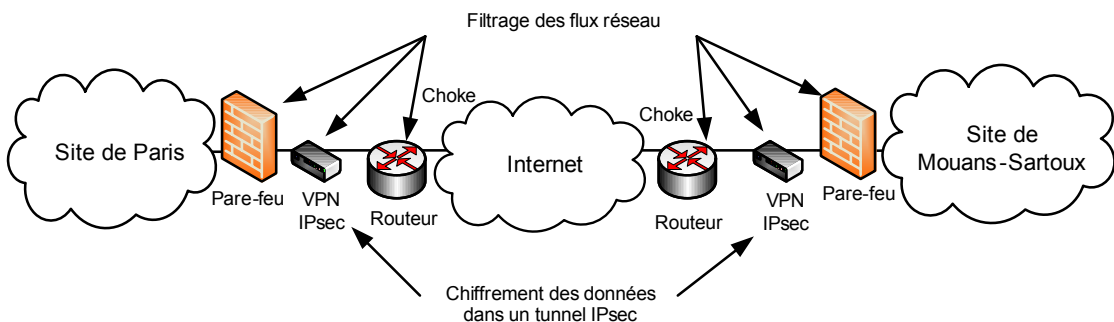 Filtrage des flux réseau
Choke
Choke
Site de Paris
Internet
Site de
Mouans-Sartoux
Pare-feu
VPN
IPsec
Routeur
Routeur
VPN
IPsec
Pare-feu
Chiffrement des données
dans un tunnel IPsec